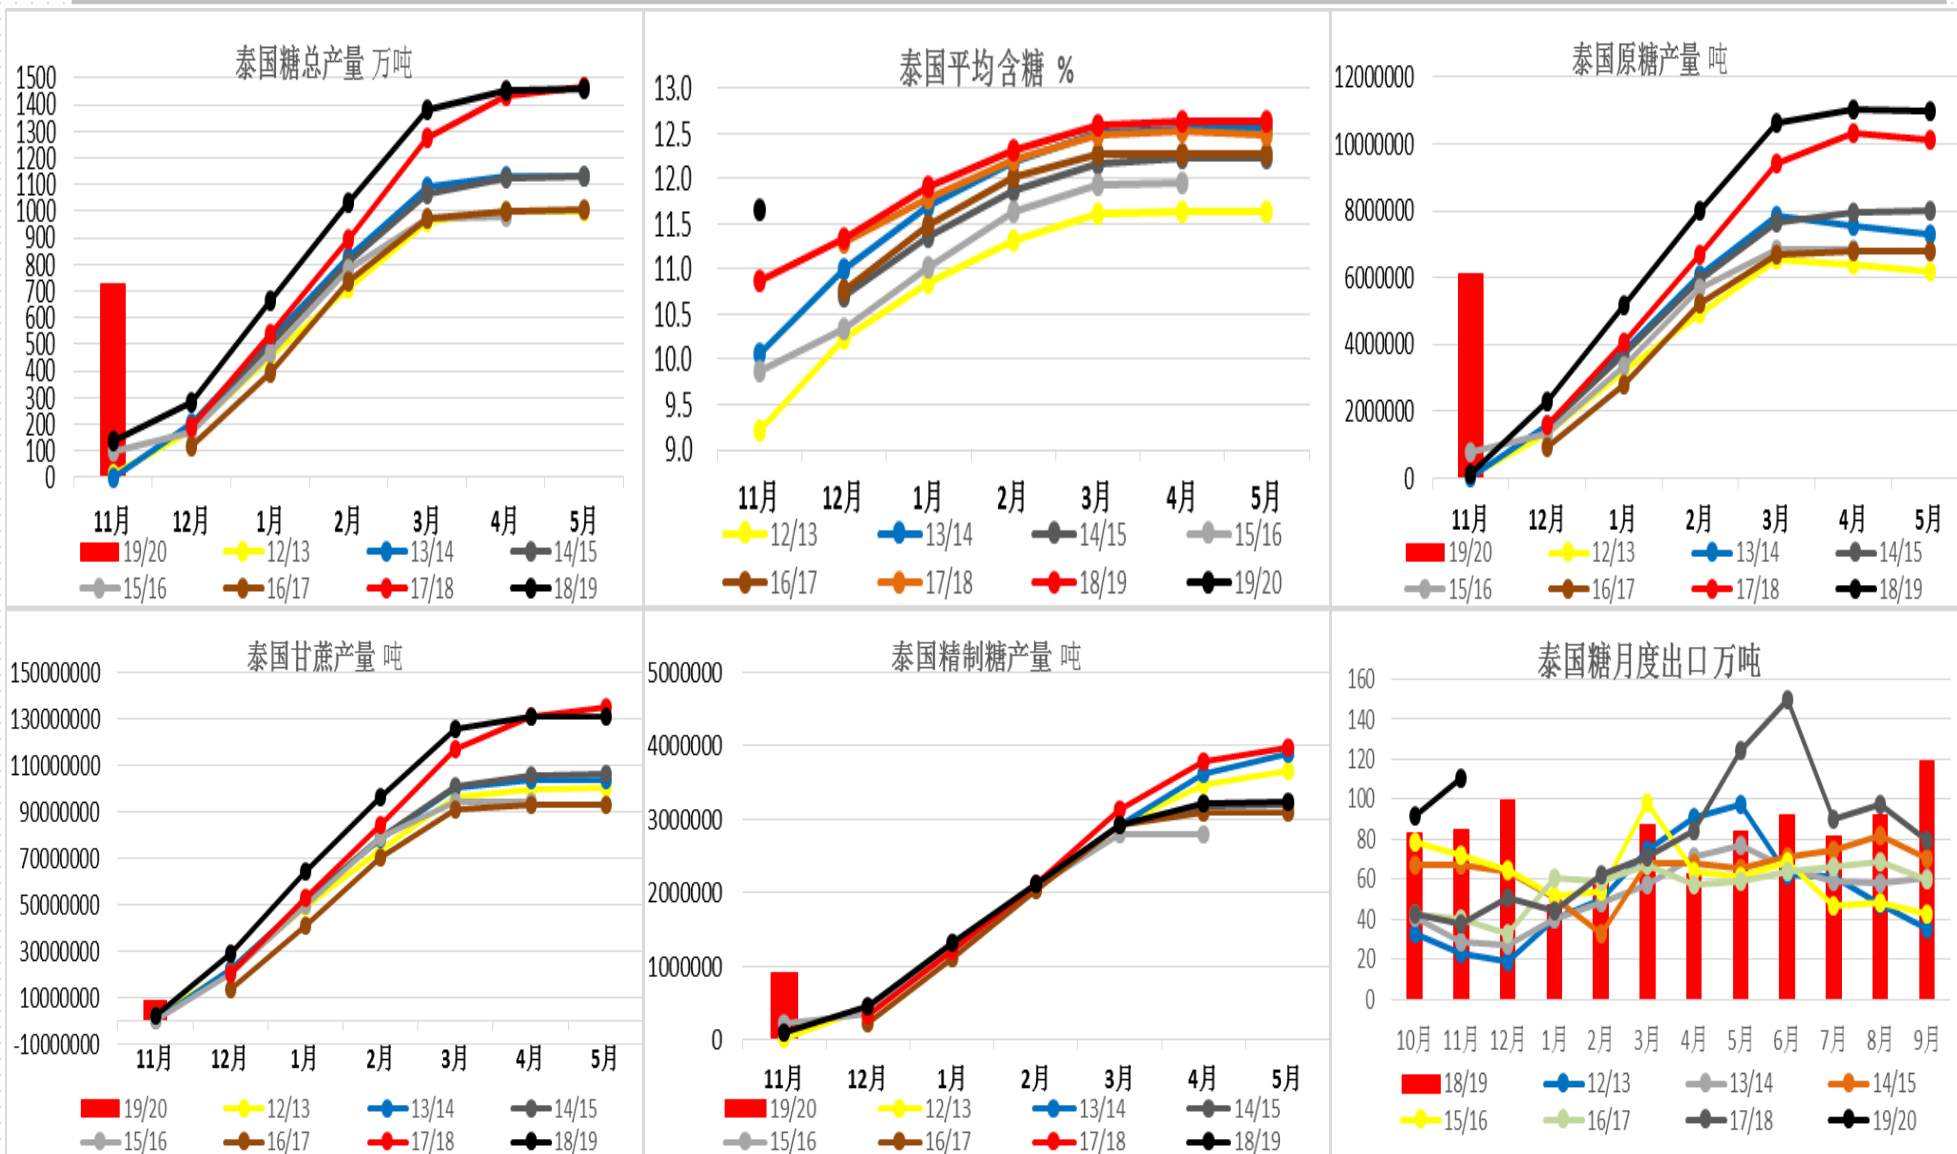 泰国糖总产量 万吨
1500
1400
1300
1200
1100
1000
900
800
700
600
500
400
300
200
100
0
11月 12月 1月 2月 3月 4月 5月
19/20 12/13 13/14 14/15
15/16 16/17 17/18 18/19
泰国平均含糖 %
13.0
12.5
12.0
11.5
11.0
10.5
10.0
9.5
9.0
11月 12月 1月 2月 3月 4月 5月
12/13 13/14 14/15 15/16
16/17 17/18 18/19 19/20
泰国原糖产量 吨
12000000
10000000
8000000
6000000
4000000
2000000
0
11月 12月 1月 2月 3月 4月 5月
19/20 12/13 13/14 14/15
15/16 16/17 17/18 18/19
泰国甘蔗产量 吨
150000000
130000000
110000000
90000000
70000000
50000000
30000000
10000000
-10000000
11月 12月 1月 2月 3月 4月 5月
19/20 12/13 13/14 14/15
15/16 16/17 17/18 18/19
泰国精制糖产量 吨
5000000
4000000
3000000
2000000
1000000
0
11月 12月 1月 2月 3月 4月 5月
19/20 12/13 13/14 14/15
15/16 16/17 17/18 18/19
泰国糖月度出口 万吨
160
140
120
100
80
60
40
20
0
10月 11月 12月 1月 2月 3月 4月 5月 6月 7月 8月 9月
18/19 12/13 13/14 14/15
15/16 16/17 17/18 19/20